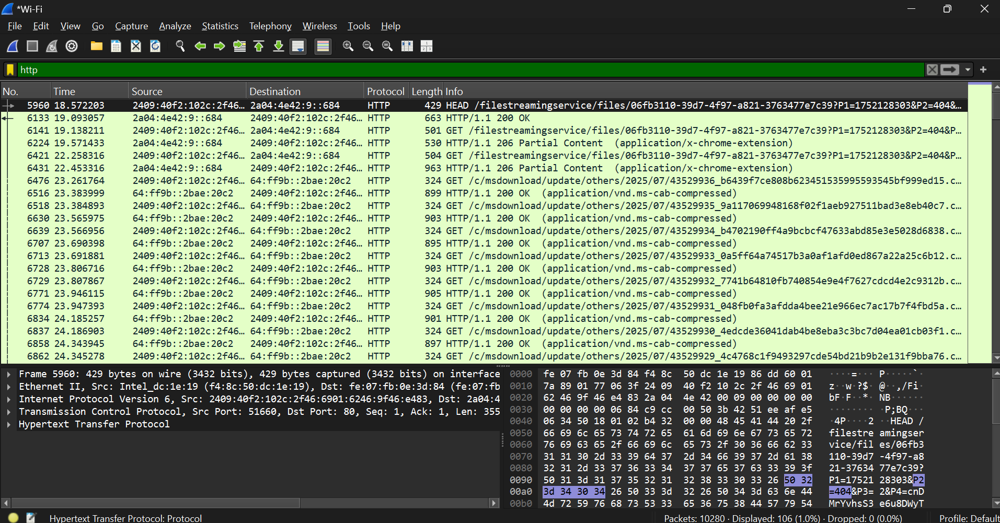 *Wi-Fi
File Edit View Go Capture Analyze Statistics Telephony Wireless Tools Help
http
No. Time Source Destination Protocol Length Info
5960 18.572203 2409:40f2:102c:2f46… 2a04:4e42:9::684 HTTP 429 HEAD /filestreamingservice/files/06fb3110-39d7-4f97-a821-3763477e7c39?P1=1752128303&P2=404&…
6133 19.093057 2a04:4e42:9::684 2409:40f2:102c:2f46… HTTP 663 HTTP/1.1 200 OK
6141 19.138211 2409:40f2:102c:2f46… 2a04:4e42:9::684 HTTP 501 GET /filestreamingservice/files/06fb3110-39d7-4f97-a821-3763477e7c39?P1=1752128303&P2=404&P…
6224 19.571433 2a04:4e42:9::684 2409:40f2:102c:2f46… HTTP 530 HTTP/1.1 206 Partial Content (application/x-chrome-extension)
6421 22.258316 2409:40f2:102c:2f46… 2a04:4e42:9::684 HTTP 504 GET /filestreamingservice/files/06fb3110-39d7-4f97-a821-3763477e7c39?P1=1752128303&P2=404&P…
6431 22.453316 2a04:4e42:9::684 2409:40f2:102c:2f46… HTTP 963 HTTP/1.1 206 Partial Content (application/x-chrome-extension)
6476 23.261764 2409:40f2:102c:2f46… 64:ff9b::2bae:20c2 HTTP 324 GET /c/msdownload/update/others/2025/07/43529936_b6439f7ce808b623451535995593545bf999ed15.c…
6516 23.383999 64:ff9b::2bae:20c2 2409:40f2:102c:2f46… HTTP 899 HTTP/1.1 200 OK (application/vnd.ms-cab-compressed)
6518 23.384893 2409:40f2:102c:2f46… 64:ff9b::2bae:20c2 HTTP 324 GET /c/msdownload/update/others/2025/07/43529935_9a117069948168f02f1aeb927511bad3e8eb40c7.c…
6630 23.565975 64:ff9b::2bae:20c2 2409:40f2:102c:2f46… HTTP 903 HTTP/1.1 200 OK (application/vnd.ms-cab-compressed)
6639 23.566956 2409:40f2:102c:2f46… 64:ff9b::2bae:20c2 HTTP 324 GET /c/msdownload/update/others/2025/07/43529934_b4702190ff4a9bcbcf47633abd85e3e5028d6838.c…
6707 23.690398 64:ff9b::2bae:20c2 2409:40f2:102c:2f46… HTTP 895 HTTP/1.1 200 OK (application/vnd.ms-cab-compressed)
6713 23.691881 2409:40f2:102c:2f46… 64:ff9b::2bae:20c2 HTTP 324 GET /c/msdownload/update/others/2025/07/43529933_0a5ff64a74517b3a0af1afd0ed867a22a25c6b12.c…
6728 23.806716 64:ff9b::2bae:20c2 2409:40f2:102c:2f46… HTTP 903 HTTP/1.1 200 OK (application/vnd.ms-cab-compressed)
6729 23.807867 2409:40f2:102c:2f46… 64:ff9b::2bae:20c2 HTTP 324 GET /c/msdownload/update/others/2025/07/43529932_7741b64810fb740854e9e4f7627cdcd4e2c9312b.c…
6771 23.946115 64:ff9b::2bae:20c2 2409:40f2:102c:2f46… HTTP 905 HTTP/1.1 200 OK (application/vnd.ms-cab-compressed)
6774 23.947393 2409:40f2:102c:2f46… 64:ff9b::2bae:20c2 HTTP 324 GET /c/msdownload/update/others/2025/07/43529931_048fb0fa3afdda4bee21e966ec7ac17b7f4fbd5a.c…
6834 24.185257 64:ff9b::2bae:20c2 2409:40f2:102c:2f46… HTTP 901 HTTP/1.1 200 OK (application/vnd.ms-cab-compressed)
6837 24.186903 2409:40f2:102c:2f46… 64:ff9b::2bae:20c2 HTTP 324 GET /c/msdownload/update/others/2025/07/43529930_4edcde36041dab4be8eba3c3bc7d04ea01cb03f1.c…
6858 24.343945 64:ff9b::2bae:20c2 2409:40f2:102c:2f46… HTTP 897 HTTP/1.1 200 OK (application/vnd.ms-cab-compressed)
6862 24.345278 2409:40f2:102c:2f46… 64:ff9b::2bae:20c2 HTTP 324 GET /c/msdownload/update/others/2025/07/43529929_4c4768c1f9493297cde54bd21b9b2e131f9bba76.c…
Frame 5960: 429 bytes on wire (3432 bits), 429 bytes captured (3432 bits) on interface
Ethernet II, Src: Intel_dc:1e:19 (f4:8c:50:dc:1e:19), Dst: fe:07:fb:0e:3d:84 (fe:07:fb
Internet Protocol Version 6, Src: 2409:40f2:102c:2f46:6901:6246:9f46:e483, Dst: 2a04:4
Transmission Control Protocol, Src Port: 51660, Dst Port: 80, Seq: 1, Ack: 1, Len: 355
Hypertext Transfer Protocol
0000 fe 07 fb 0e 3d 84 f4 8c 50 dc 1e 19 86 dd 60 01 ····=··· P·····`·
0010 7a 89 01 77 06 3f 24 09 40 f2 10 2c 2f 46 69 01 z··w·?$· @··,/Fi·
0020 62 46 9f 46 e4 83 2a 04 4e 42 00 09 00 00 00 00 bF·F··*· NB······
0030 00 00 00 00 06 84 c9 cc 00 50 3b 42 51 ee af e5 ········ ·P;BQ···
0040 06 34 50 18 01 02 b4 32 00 00 48 45 41 44 20 2f ·4P····2 ··HEAD /
0050 66 69 6c 65 73 74 72 65 61 6d 69 6e 67 73 65 72 filestre amingser
0060 76 69 63 65 2f 66 69 6c 65 73 2f 30 36 66 62 33 vice/fil es/06fb3
0070 31 31 30 2d 33 39 64 37 2d 34 66 39 37 2d 61 38 110-39d7 -4f97-a8
0080 32 31 2d 33 37 36 33 34 37 37 65 37 63 33 39 3f 21-37634 77e7c39?
0090 50 31 3d 31 37 35 32 31 32 38 33 30 33 26 50 32 P1=17521 28303&P2
00a0 3d 34 30 34 26 50 33 3d 32 26 50 34 3d 63 6e 44 =404&P3= 2&P4=cnD
00b0 4d 72 59 76 68 73 53 33 65 36 75 38 44 57 79 54 MrYvhsS3 e6u8DWyT
Hypertext Transfer Protocol: Protocol
Packets: 10280 · Displayed: 106 (1.0%) · Dropped: 0 (0.0%)
Profile: Default